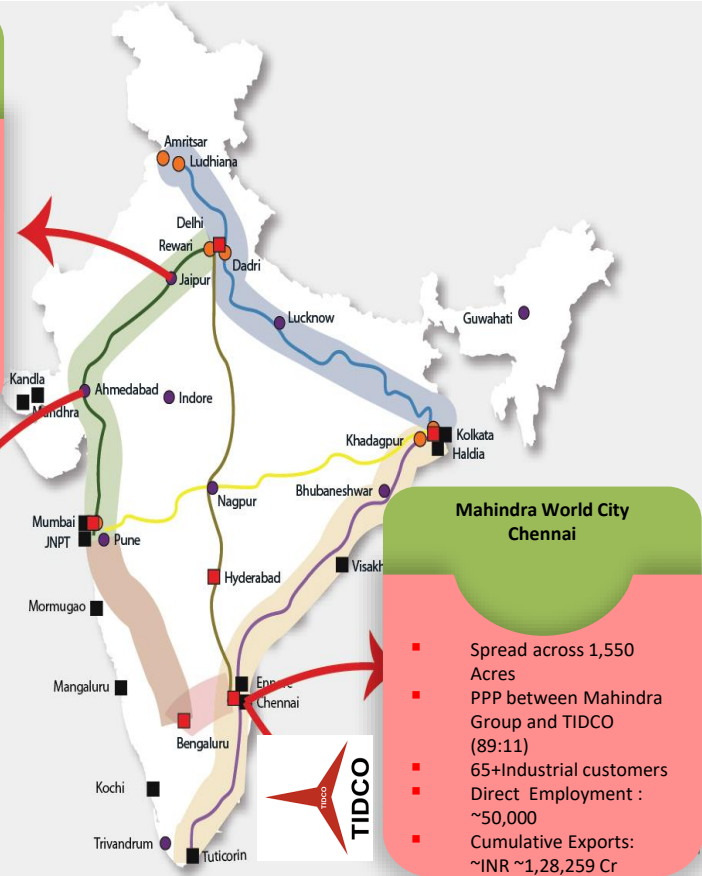 Amritsar
Ludhiana
Delhi
Rewari
Dadri
Jaipur
Lucknow
Guwahati
Kandla
Ahmedabad
Indore
Khadagpur
Kolkata
Haldia
Nagpur
Bhubaneshwar
Mumbai
JNPT
Pune
Hyderabad
Mormugao
Mangaluru
Chennai
Bengaluru
Kochi
Trivandrum
Tuticorin
TIDCO
TIDCO
Mahindra World City
Chennai
Spread across 1,550
Acres
PPP between Mahindra
Group and TIDCO
(89:11)
65+Industrial customers
Direct Employment :
~50,000
Cumulative Exports:
~INR ~1,28,259 Cr